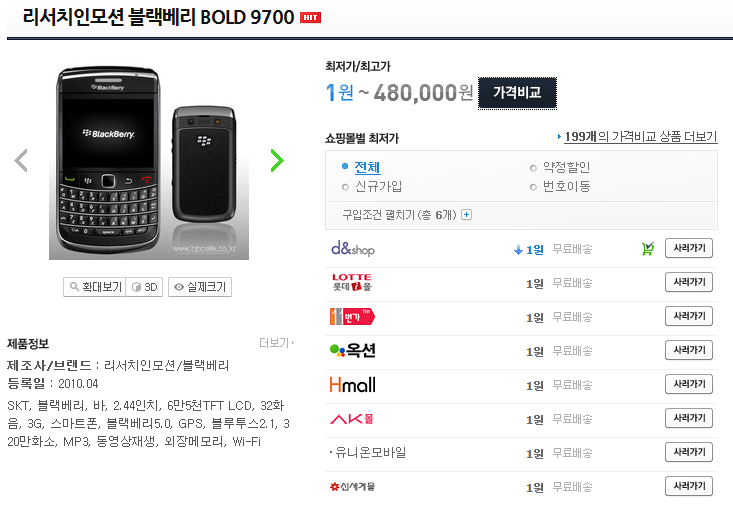 리서치인모션 블랙베리 BOLD 9700 HIT
최저가/최고가
1원 ~ 480,000원 가격비교
쇼핑몰별 최저가
199개의 가격비교 상품 더보기
전체
약정할인
신규가입
번호이동
구입조건 펼치기 (총 6개)
d&shop 1원 무료배송 사러가기
LOTTE
롯데i몰 1원 무료배송 사러가기
11번가 1원 무료배송 사러가기
옥션 1원 무료배송 사러가기
Hmall 1원 무료배송 사러가기
AK몰 1원 무료배송 사러가기
유니온모바일 1원 무료배송 사러가기
신세계몰 1원 무료배송 사러가기
BlackBerry
BlackBerry.
www.bbcafe.co.kr
확대보기 3D 실제크기
제품정보 더보기
제조사/브랜드 : 리서치인모션/블랙베리
등록일 : 2010.04
SKT, 블랙베리, 바, 2.44인치, 6만5천TFT LCD, 32화
음, 3G, 스마트폰, 블랙베리5.0, GPS, 블루투스2.1, 3
20만화소, MP3, 동영상재생, 외장메모리, Wi-Fi